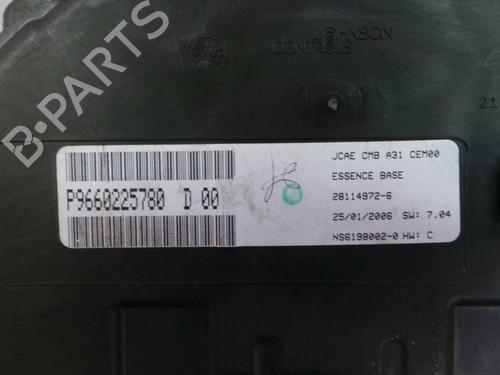 JOHNSON
CONTROLS
21
B-PARTS
P9660225780 D 00
JCAE CMB A31 CEM00
ESSENCE BASE
28114972-6
25/01/2006 SW: 7.04
NS6198002-0 HW: C